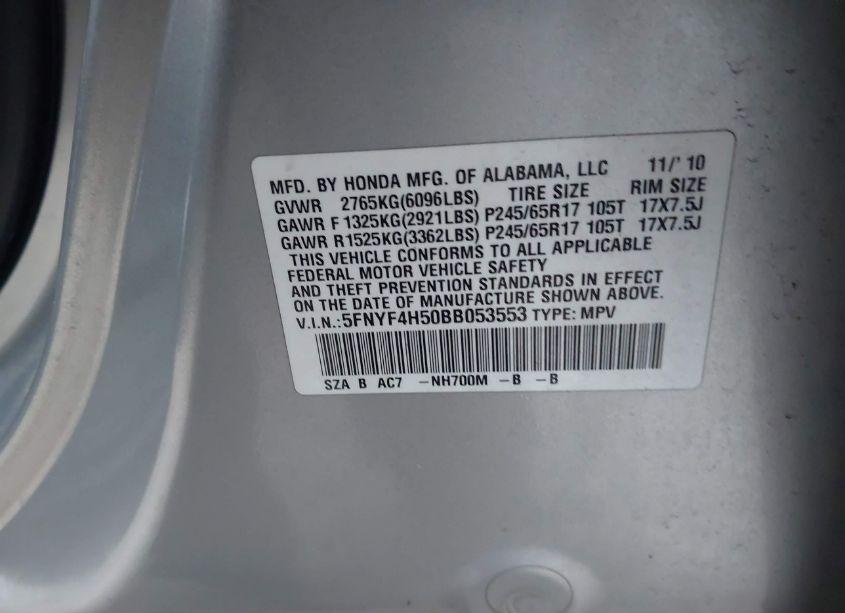 MFD. BY HONDA MFG. OF ALABAMA, LLC 11/' 10
GVWR 2765KG(6096LBS) TIRE SIZE RIM SIZE
GAWR F 1325KG(2921LBS) P245/65R17 105T 17X7.5J
GAWR R1525KG(3362LBS) P245/65R17 105T 17X7.5J
THIS VEHICLE CONFORMS TO ALL APPLICABLE
FEDERAL MOTOR VEHICLE SAFETY
AND THEFT PREVENTION STANDARDS IN EFFECT
ON THE DATE OF MANUFACTURE SHOWN ABOVE.
V.I.N.:5FNYF4H50BB053553 TYPE: MPV
SZA B AC7 -NH700M -B -B